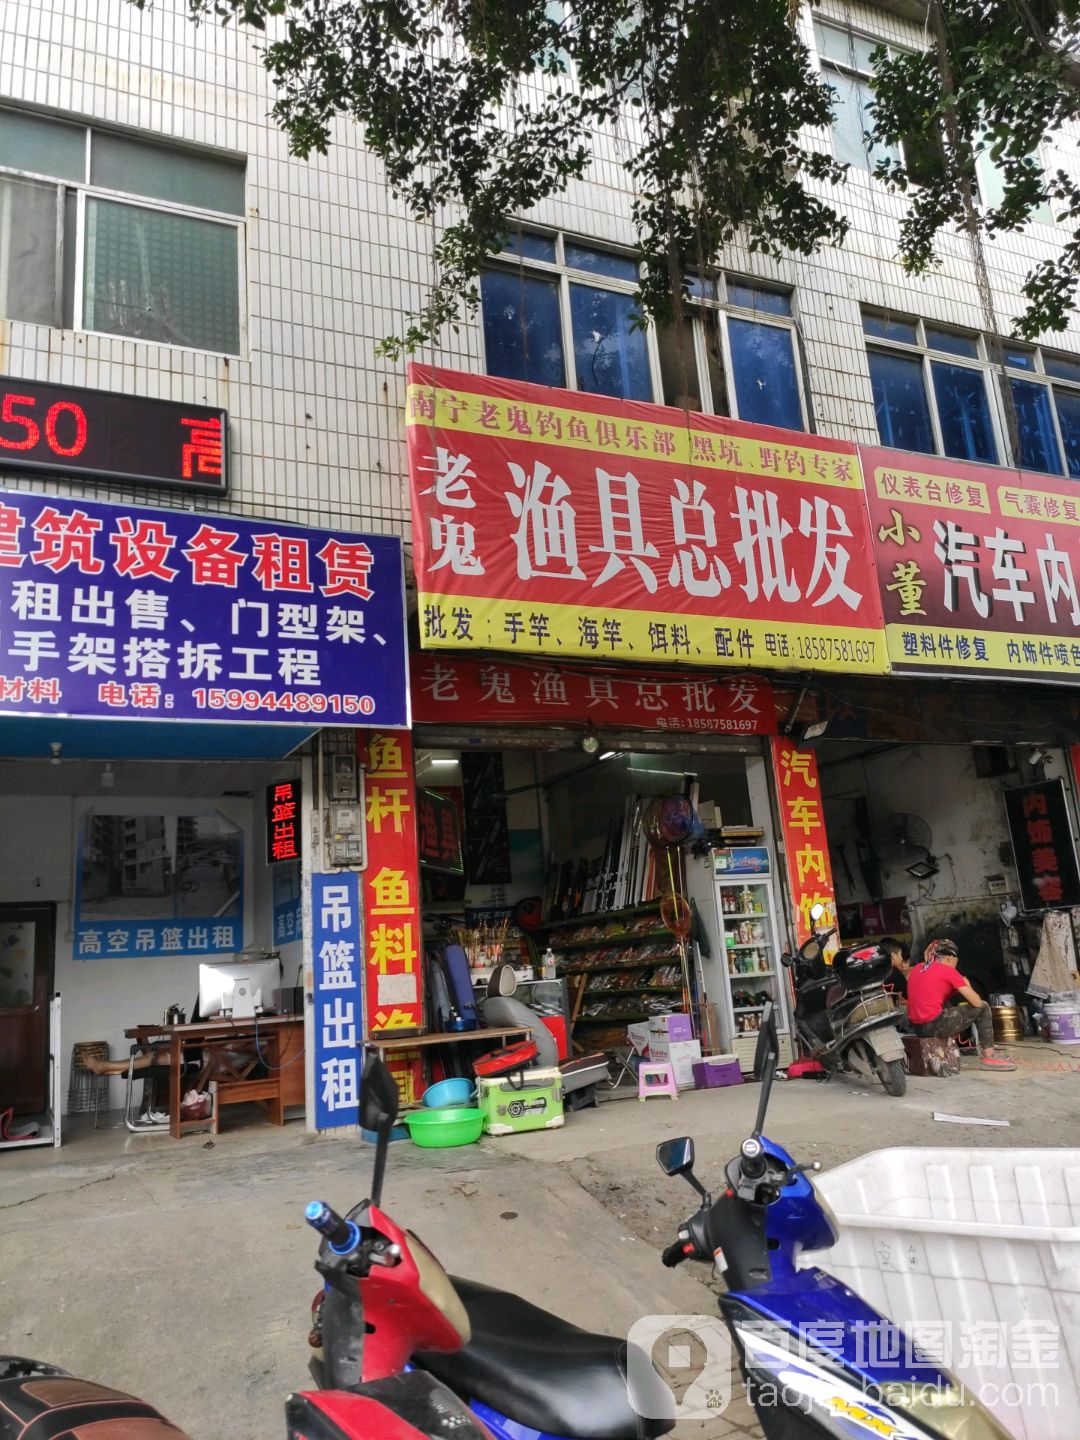 50 高
建筑设备租赁
租出售、门型架、
手架搭拆工程
材料 电话：15994489150
南宁老鬼钓鱼俱乐部 黑坑、野钓专家
老鬼
渔具总批发
批发；手竿、海竿、饵料、配件 电话:18587581697
老鬼渔具总批发
电话:18587581697
仪表台修复 气囊修复
小董
汽车内
塑料件修复 内饰件喷色
鱼杆 鱼料
渔具
汽车内饰
内饰美容
吊篮出租
吊篮出租
高空吊篮出租
百度地图淘金
taojin.baidu.com